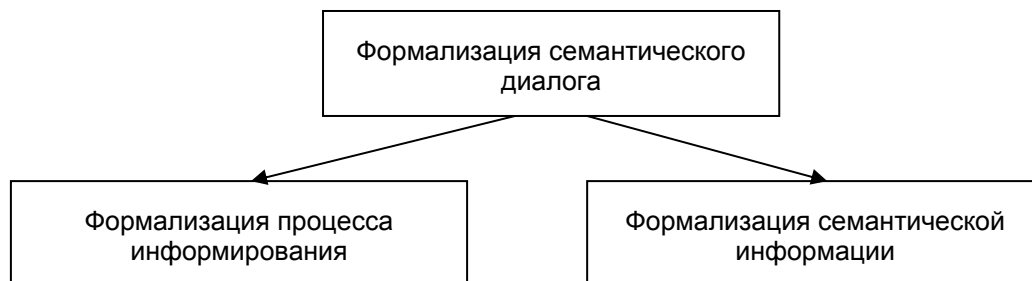 Формализация семантического
диалога
Формализация процесса
информирования
Формализация семантической
информации